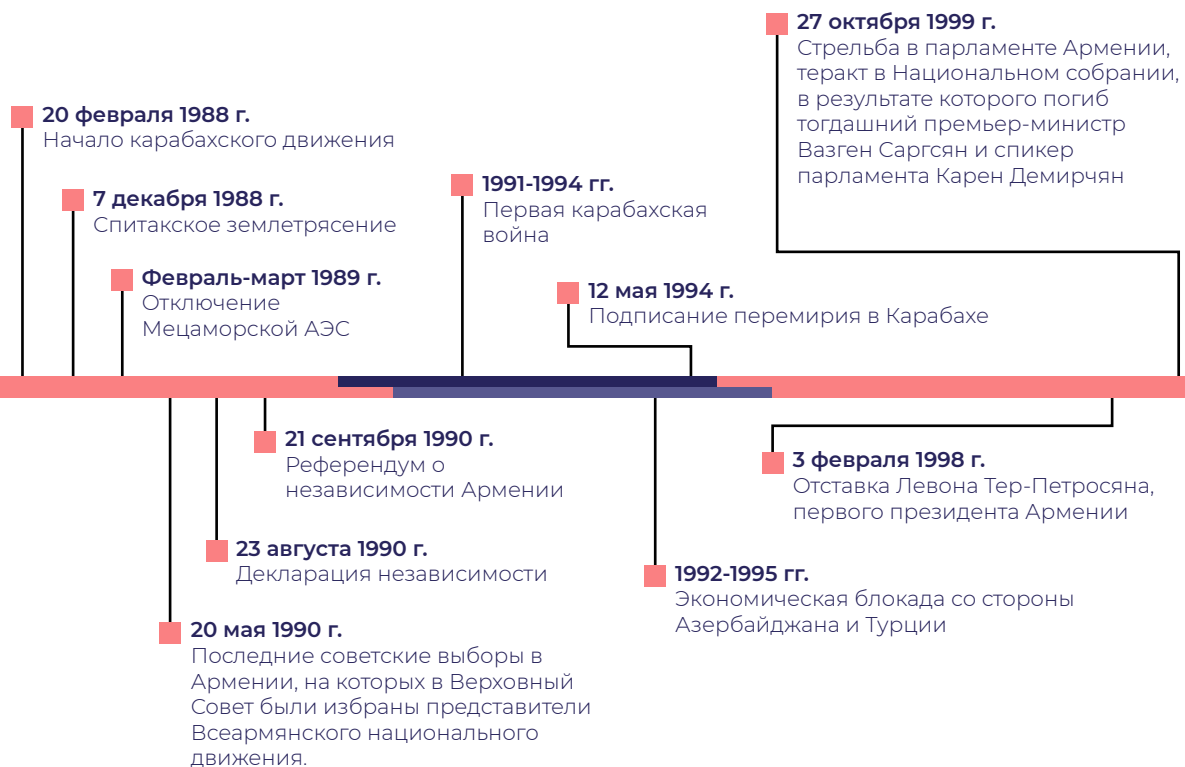 27 октября 1999 г.
Стрельба в парламенте Армении,
теракт в Национальном собрании,
в результате которого погиб
тогдашний премьер-министр
Вазген Саргсян и спикер
парламента Карен Демирчян
20 февраля 1988 г.
Начало карабахского движения
7 декабря 1988 г.
Спитакское землетрясение
1991-1994 гг.
Первая карабахская
война
Февраль-март 1989 г.
Отключение
Мецаморской АЭС
12 мая 1994 г.
Подписание перемирия в Карабахе
21 сентября 1990 г.
Референдум о
независимости Армении
3 февраля 1998 г.
Отставка Левона Тер-Петросяна,
первого президента Армении
23 августа 1990 г.
Декларация независимости
1992-1995 гг.
Экономическая блокада со стороны
Азербайджана и Турции
20 мая 1990 г.
Последние советские выборы в
Армении, на которых в Верховный
Совет были избраны представители
Всеармянского национального
движения.